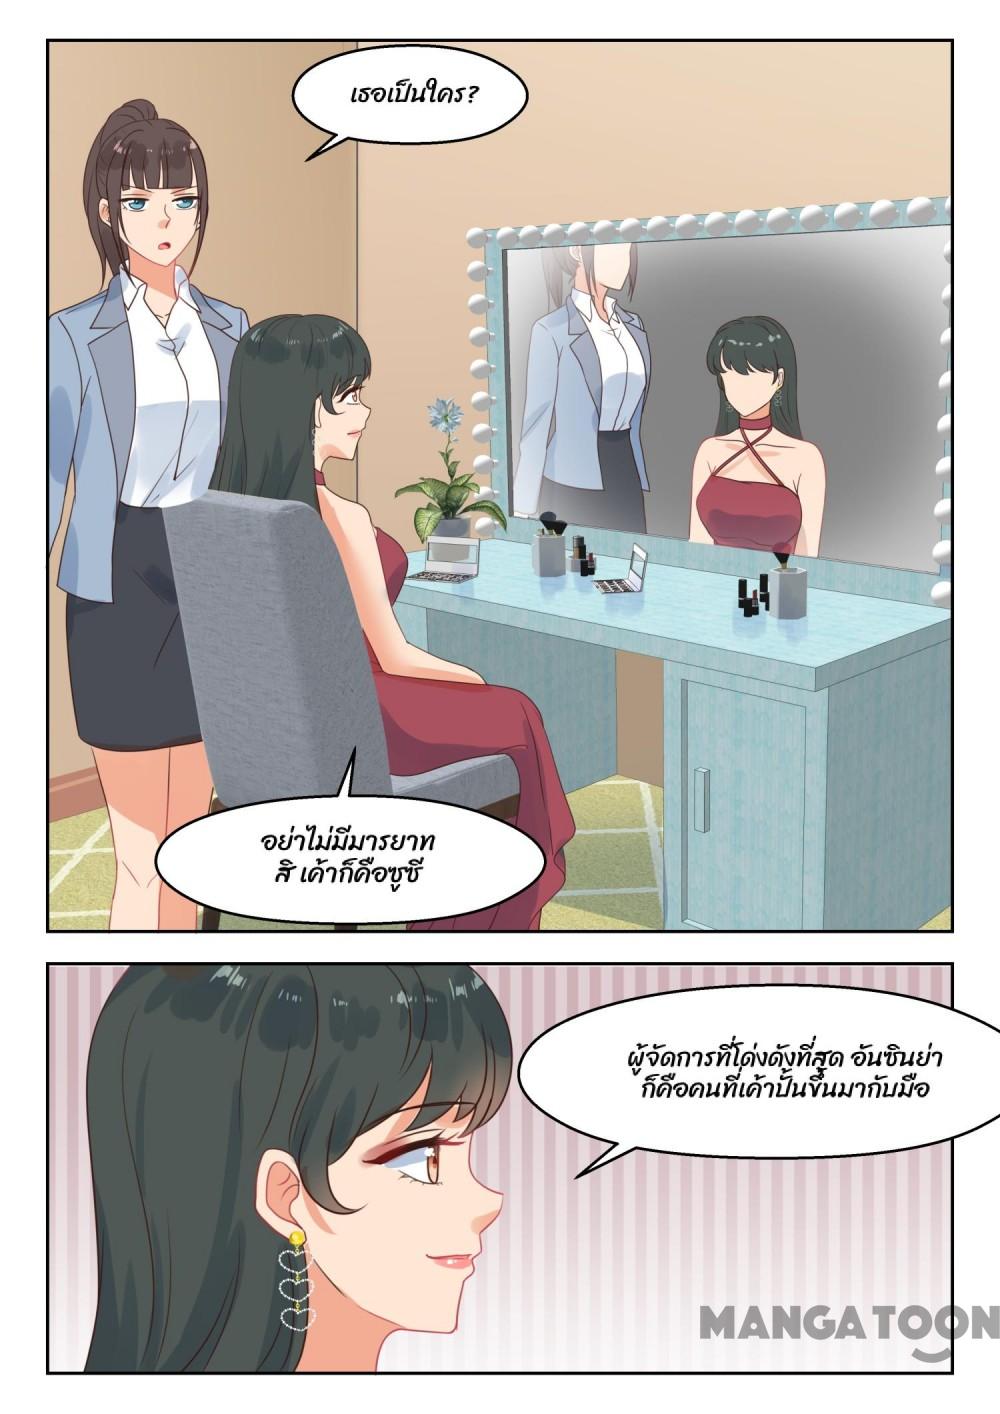 เธอเป็นใคร?
อย่าไม่มีมารยาท
สิ เค้าก็คือซูซี่
ผู้จัดการที่โด่งดังที่สุด อันซินย่า
ก็คือคนที่เค้าปั้นขึ้นมากับมือ
MANGATOON